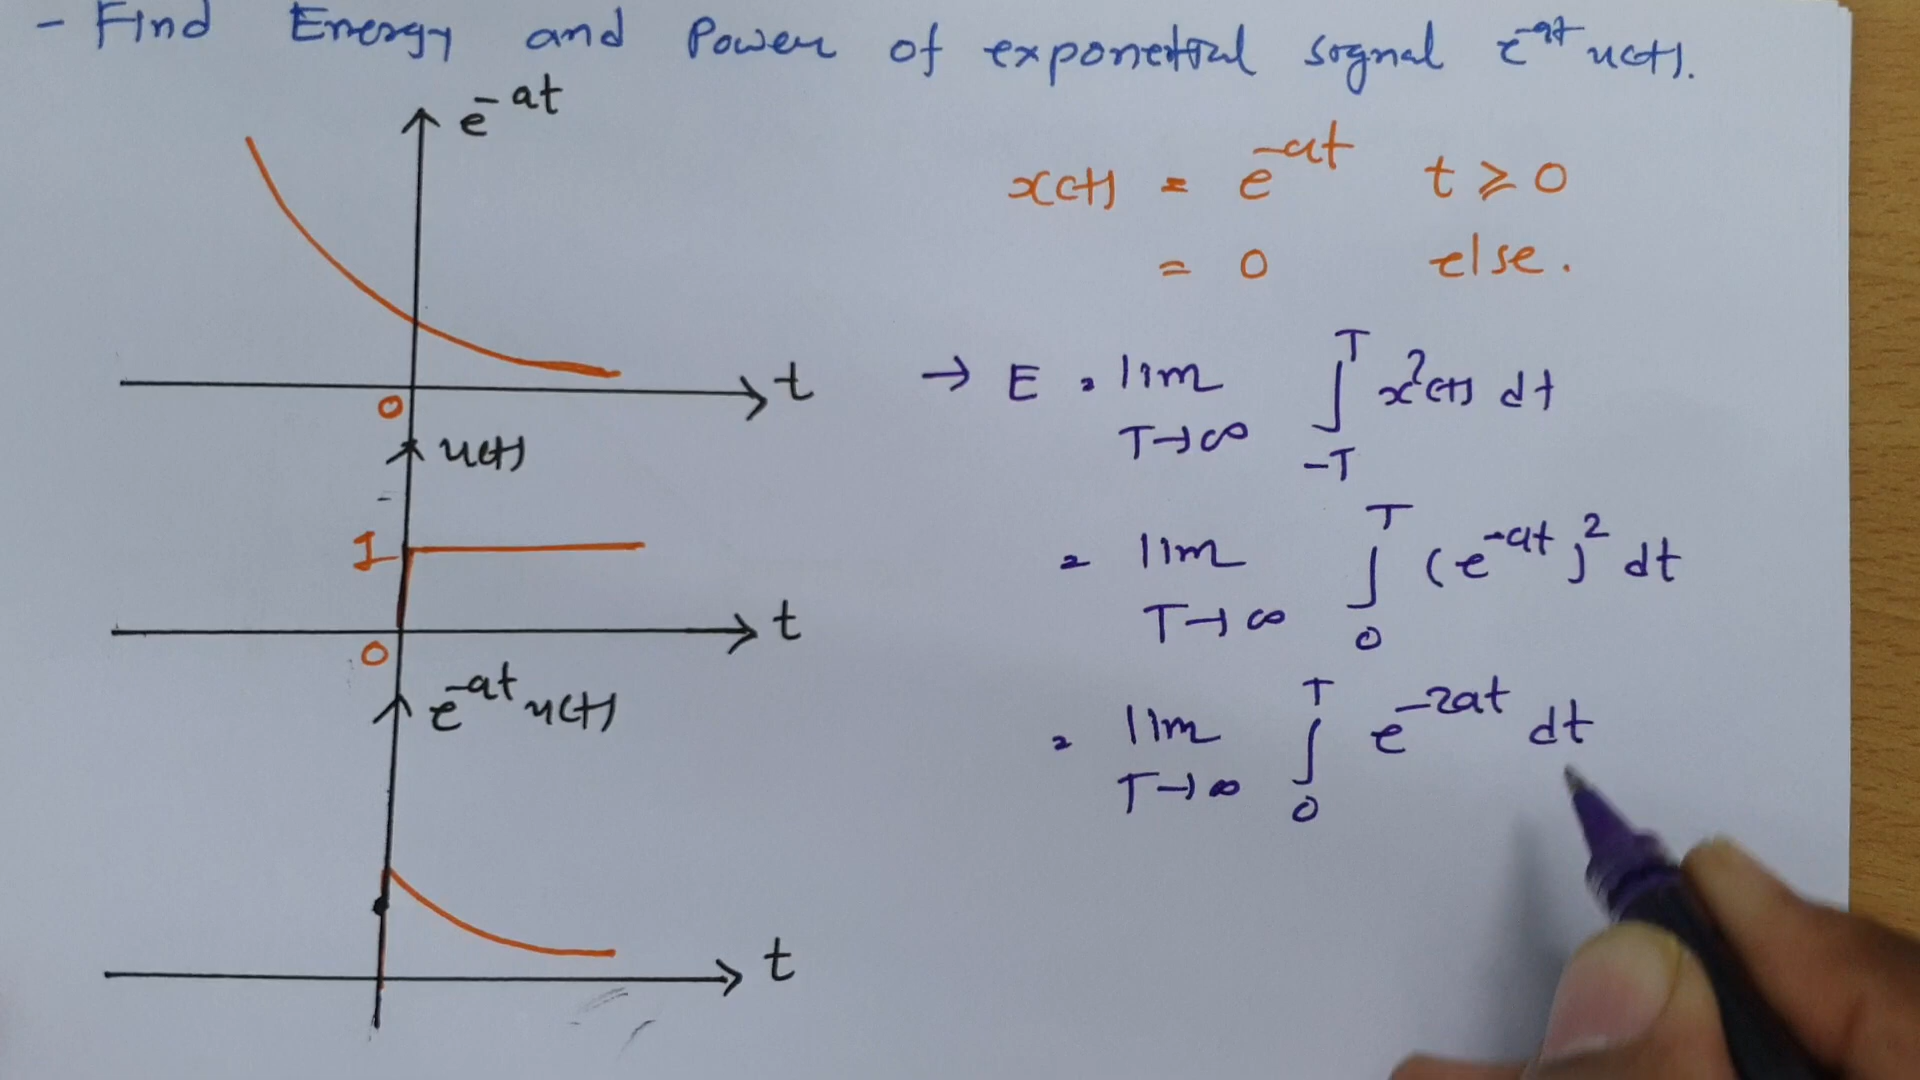 - Find Energy and Power of exponetial signal e^-at u(t).
e^-at
t
0
u(t)
1
t
0
e^-at u(t)
t
x(t) = e^-at t ≥ 0
= 0 else.
→ E = lim T→∞ ∫_-T^T x²(t) dt
= lim T→∞ ∫_0^T (e^-at)² dt
= lim T→∞ ∫_0^T e^-2at dt